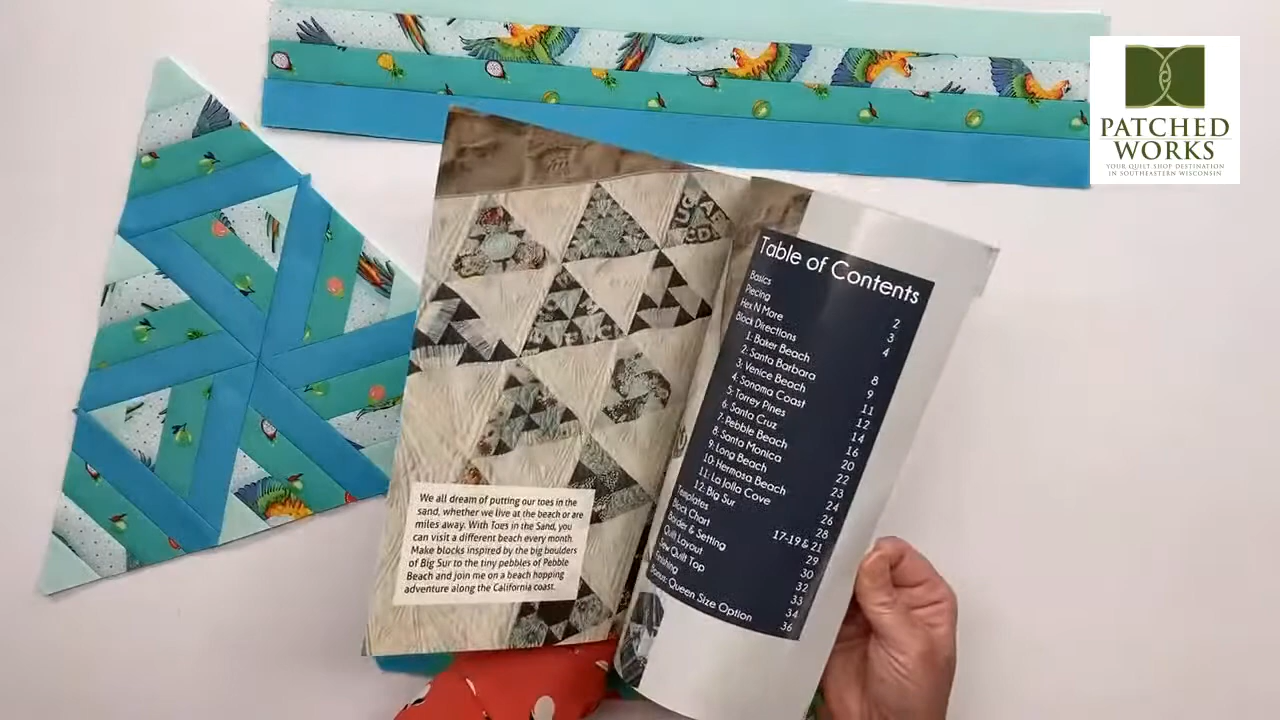 PATCHED
WORKS
YOUR QUILT SHOP DESTINATION
IN SOUTHEASTERN WISCONSIN
We all dream of putting our toes in the
sand, whether we live at the beach or are
miles away. With Toes in the Sand, you
can visit a different beach every month.
Make blocks inspired by the big boulders
of Big Sur to the tiny pebbles of Pebble
Beach and join me on a beach hopping
adventure along the California coast.
Table of Contents
Basics 2
Piecing 3
Hex N More 4
Block Directions
1: Baker Beach 8
2: Santa Barbara 9
3: Venice Beach 11
4: Sonoma Coast 12
5: Torrey Pines 14
6: Santa Cruz 16
7: Pebble Beach 20
8: Santa Monica 22
9: Long Beach 23
10: Hermosa Beach 24
11: La Jolla Cove 26
12: Big Sur 28
Templates 17-19 & 21
Block Chart 29
Border & Setting 30
Quilt Layout 32
Sew Quilt Top 33
Finishing 34
Bonus: Queen Size Option 36